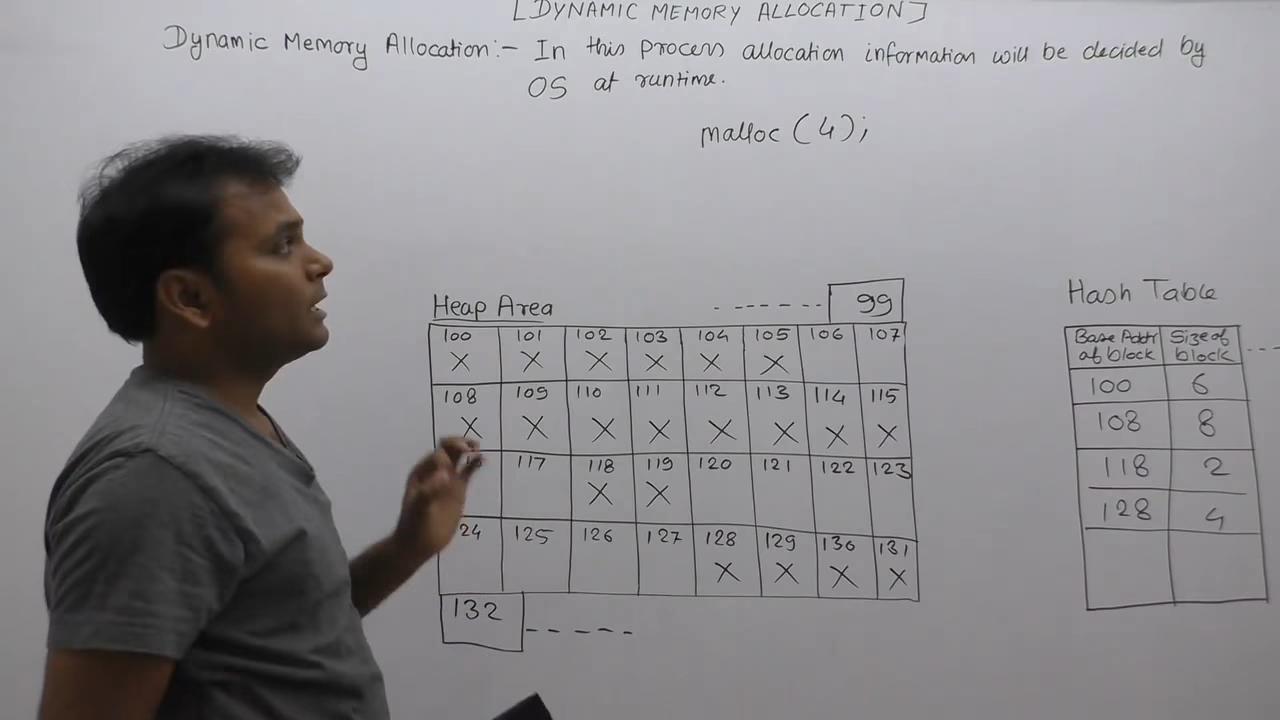 [DYNAMIC MEMORY ALLOCATION]
Dynamic Memory Allocation:- In this process allocation information will be decided by
OS at runtime.
malloc (4);
Heap Area
99
100 101 102 103 104 105 106 107
X X X X X X
108 109 110 111 112 113 114 115
X X X X X X X X
117 118 119 120 121 122 123
X X
24 125 126 127 128 129 130 131
X X X X
132
Hash Table
Base Addr Size of
of block block
100 6
108 8
118 2
128 4